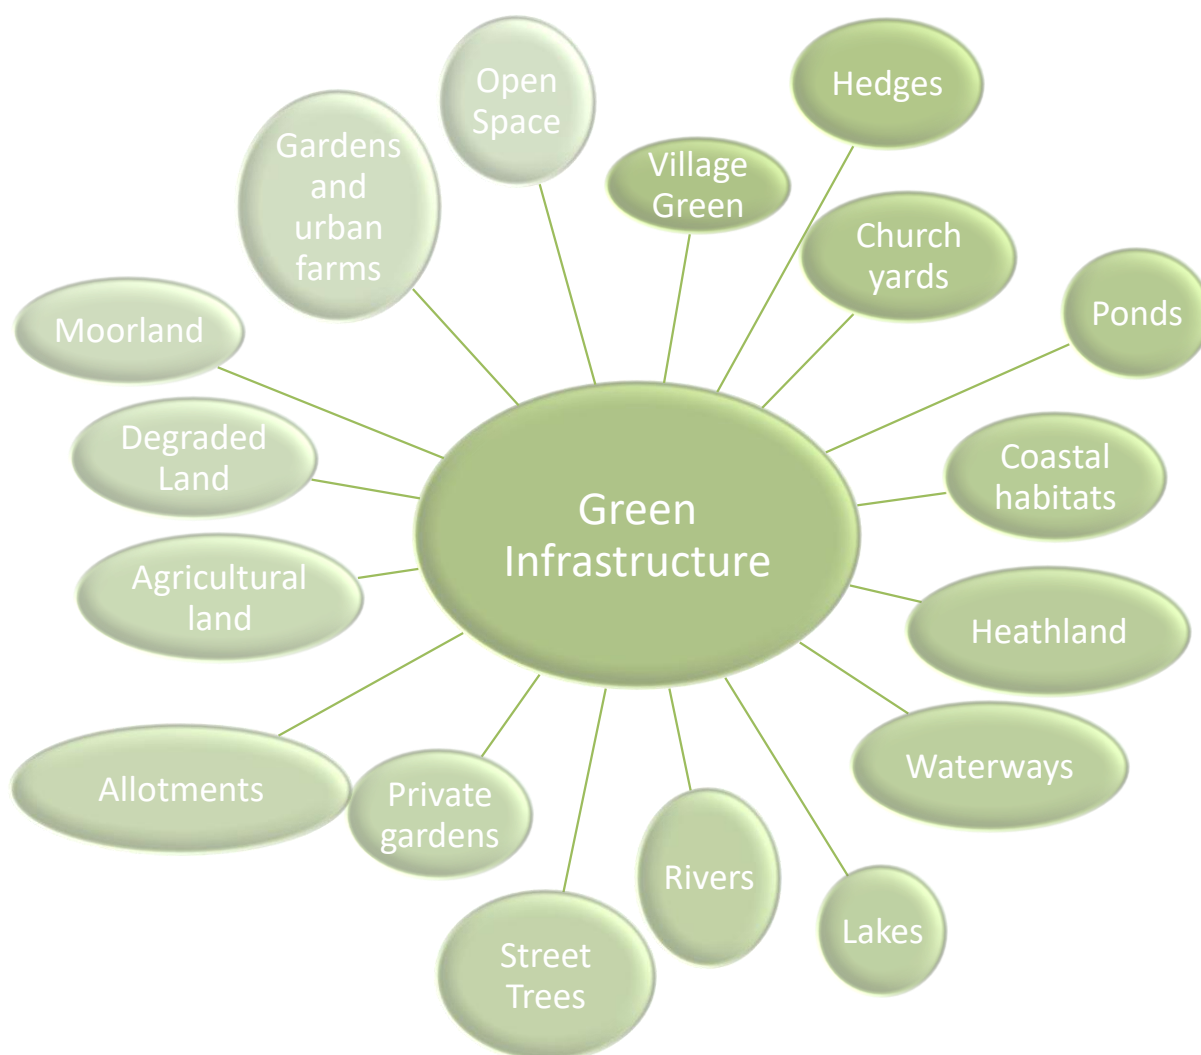 Open
Space
Hedges
Gardens
and
urban
farms
Village
Green
Church
yards
Ponds
Moorland
Degraded
Land
Coastal
habitats
Green
Infrastructure
Agricultural
land
Heathland
Waterways
Allotments
Private
gardens
Rivers
Lakes
Street
Trees